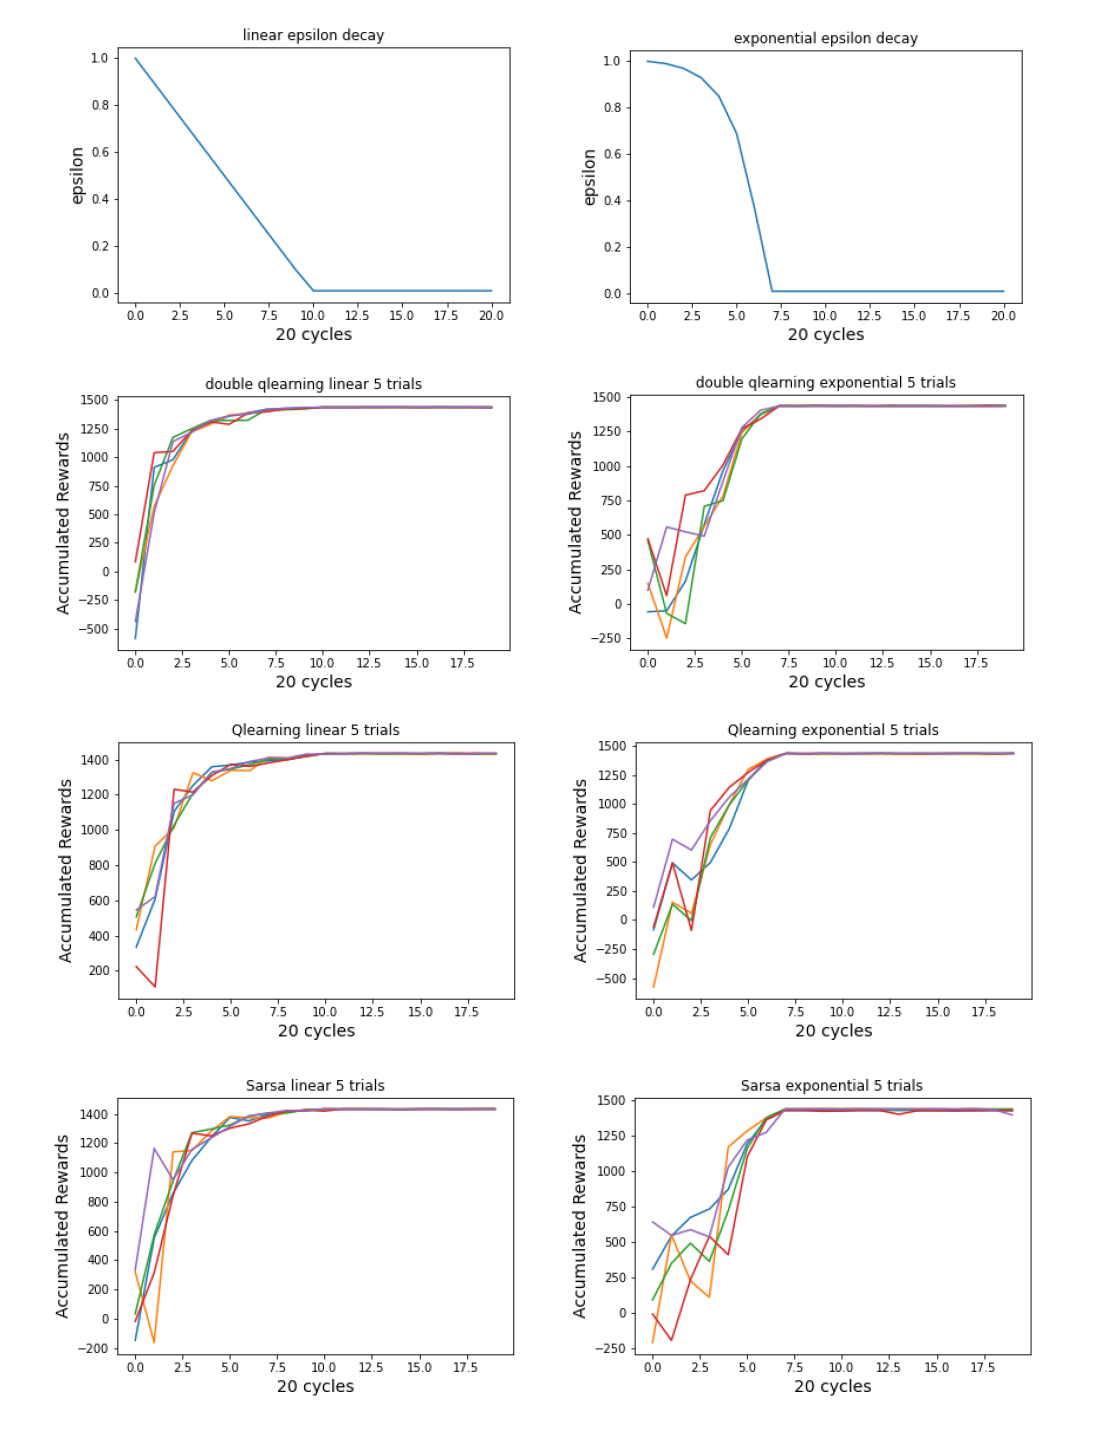 linear epsilon decay
1.0
0.8
0.6
0.4
0.2
0.0
epsilon
0.0 2.5 5.0 7.5 10.0 12.5 15.0 17.5 20.0
20 cycles
exponential epsilon decay
1.0
0.8
0.6
0.4
0.2
0.0
epsilon
0.0 2.5 5.0 7.5 10.0 12.5 15.0 17.5 20.0
20 cycles
double qlearning linear 5 trials
1500
1250
1000
750
500
250
0
−250
−500
Accumulated Rewards
0.0 2.5 5.0 7.5 10.0 12.5 15.0 17.5
20 cycles
double qlearning exponential 5 trials
1500
1250
1000
750
500
250
0
−250
Accumulated Rewards
0.0 2.5 5.0 7.5 10.0 12.5 15.0 17.5
20 cycles
Qlearning linear 5 trials
1400
1200
1000
800
600
400
200
Accumulated Rewards
0.0 2.5 5.0 7.5 10.0 12.5 15.0 17.5
20 cycles
Qlearning exponential 5 trials
1500
1250
1000
750
500
250
0
−250
−500
Accumulated Rewards
0.0 2.5 5.0 7.5 10.0 12.5 15.0 17.5
20 cycles
Sarsa linear 5 trials
1400
1200
1000
800
600
400
200
0
−200
Accumulated Rewards
0.0 2.5 5.0 7.5 10.0 12.5 15.0 17.5
20 cycles
Sarsa exponential 5 trials
1500
1250
1000
750
500
250
0
−250
Accumulated Rewards
0.0 2.5 5.0 7.5 10.0 12.5 15.0 17.5
20 cycles